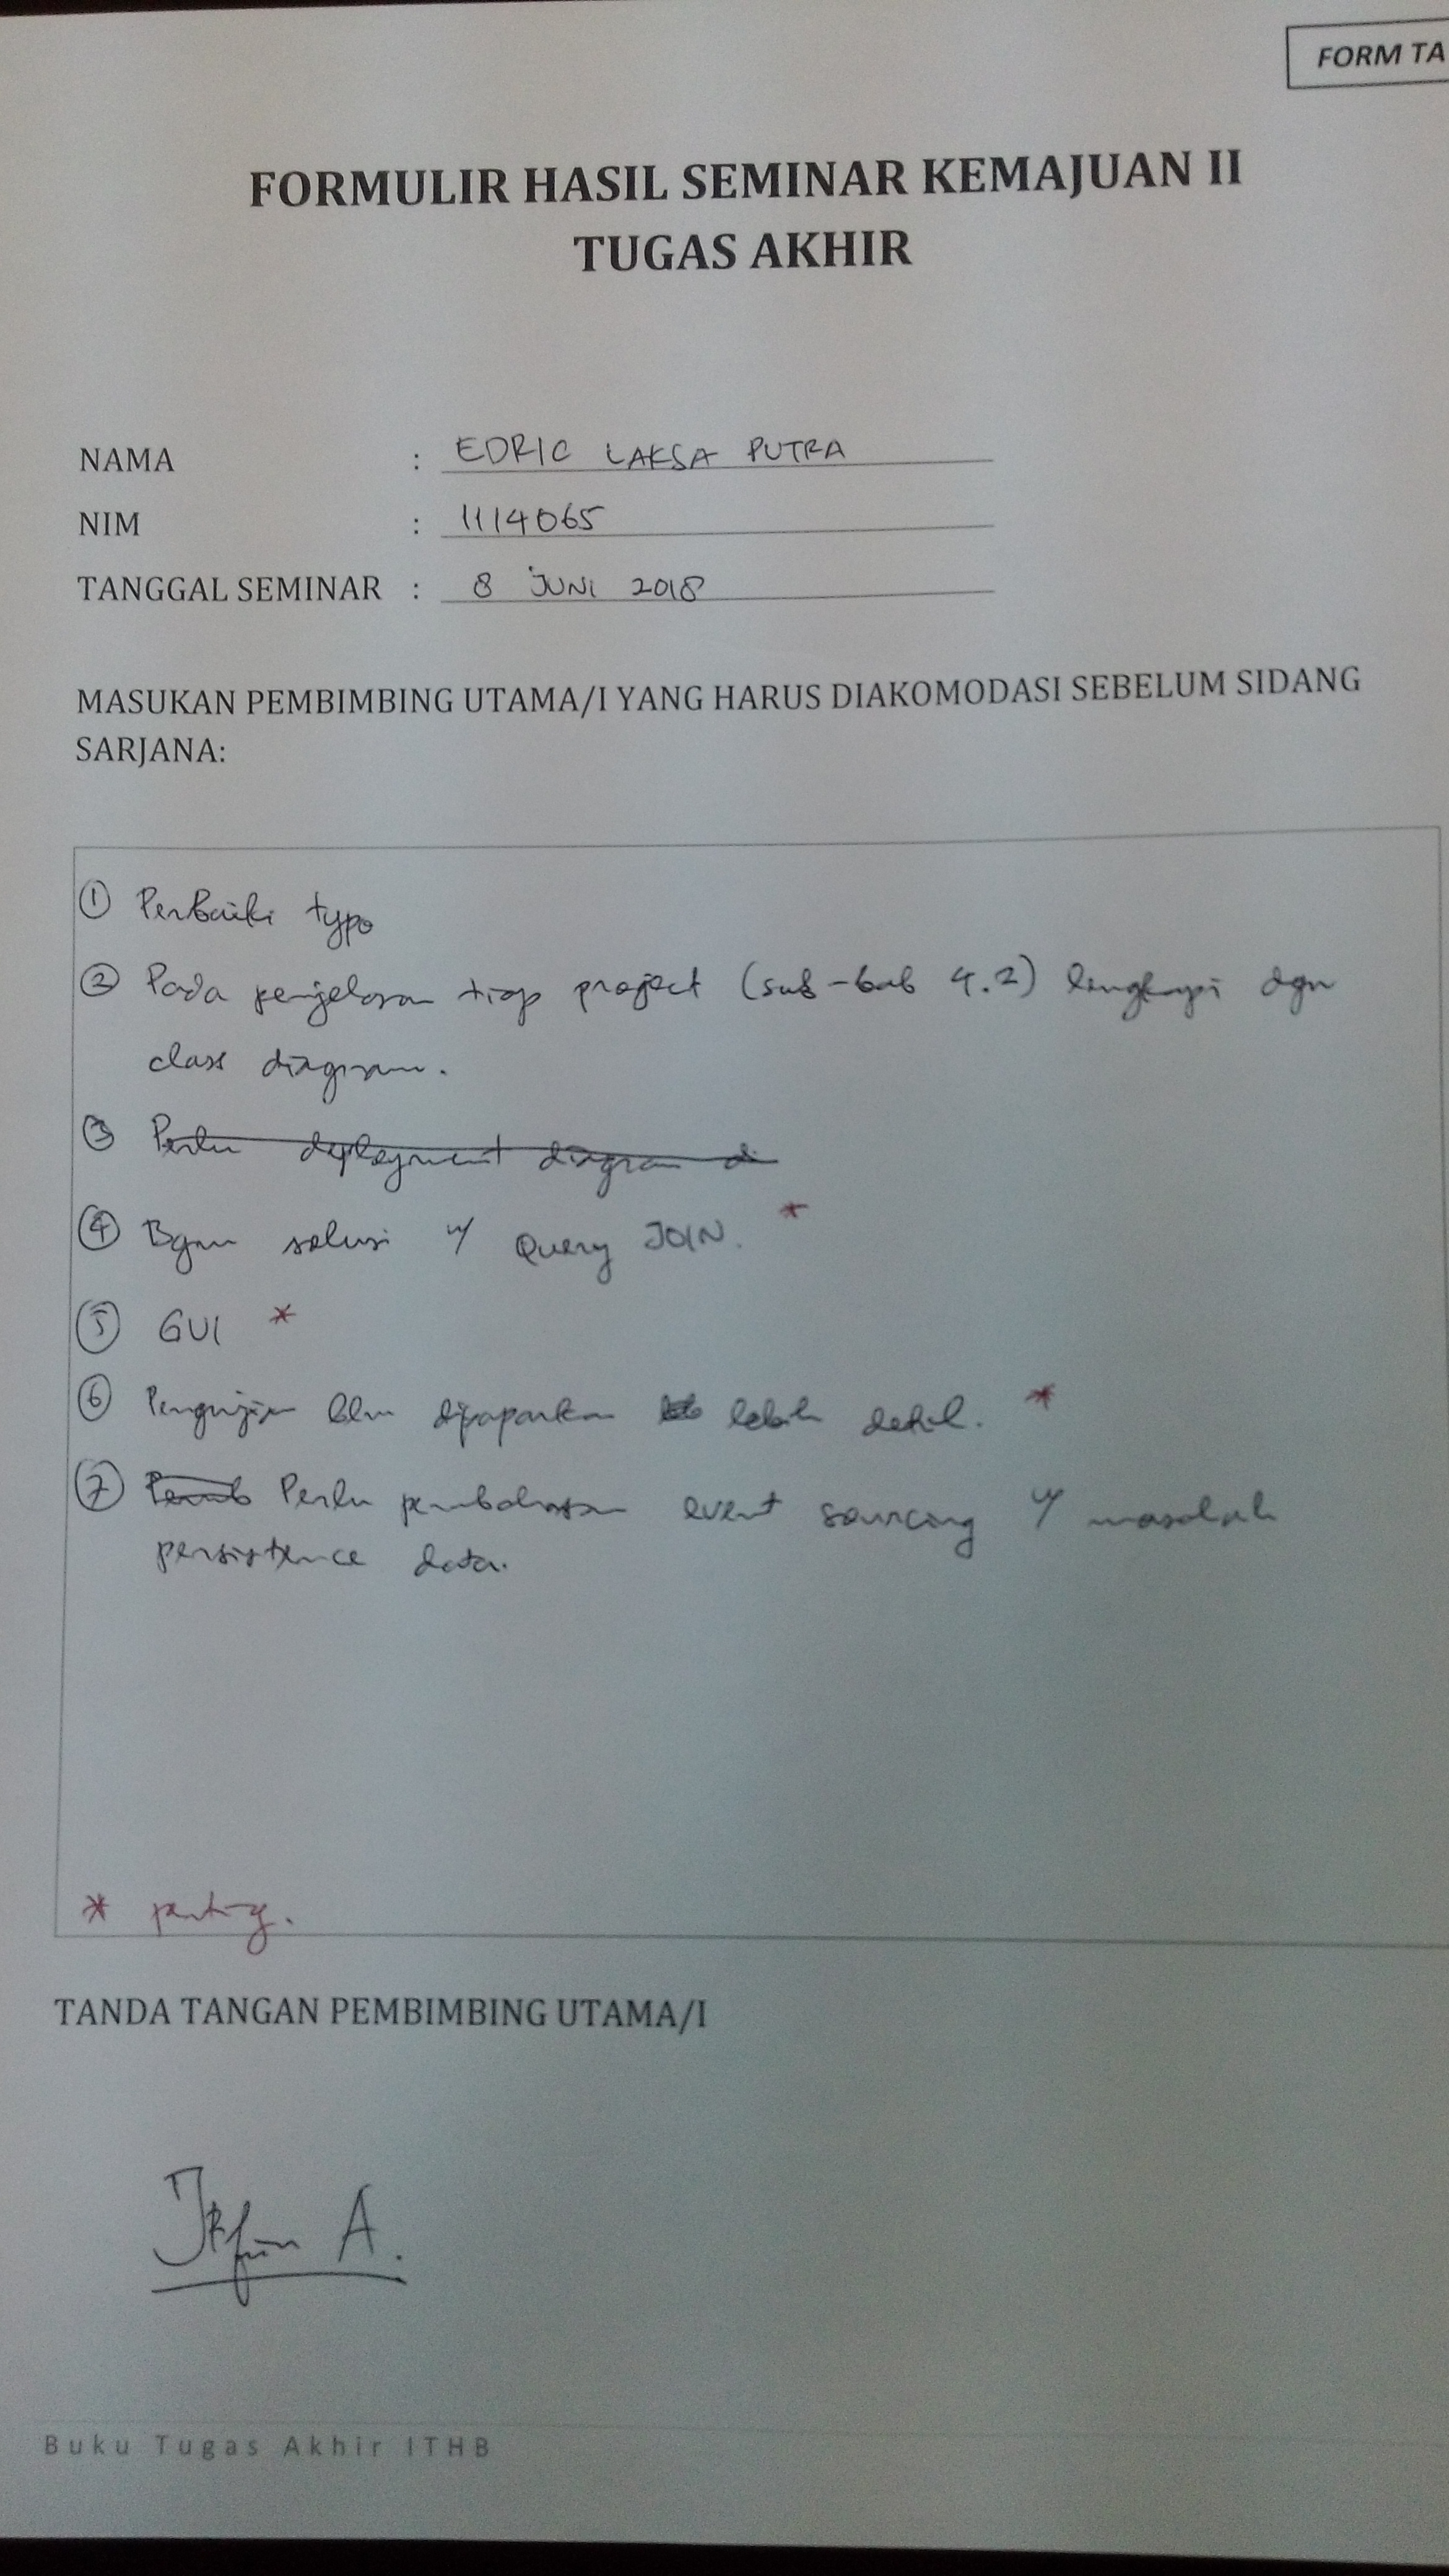 FORM TA
FORMULIR HASIL SEMINAR KEMAJUAN II
TUGAS AKHIR
NAMA : EDRIC LAKSA PUTRA
NIM : 1114065
TANGGAL SEMINAR : 8 JUNI 2018
MASUKAN PEMBIMBING UTAMA/I YANG HARUS DIAKOMODASI SEBELUM SIDANG
SARJANA:
① Perbaiki typo
② Pada penjelasan tiap project (sub-bab 4.2) lengkapi dgn
class diagram.
③ Perlu deployment diagram di
④ Bgmn solusi u/ Query JOIN. *
⑤ GUI *
⑥ Pengujian blm dipaparkan lebih detil. *
⑦ Perlu pembahasan event sourcing u/ masalah
persistence data.
* penting.
TANDA TANGAN PEMBIMBING UTAMA/I
A.
Buku Tugas Akhir ITHB